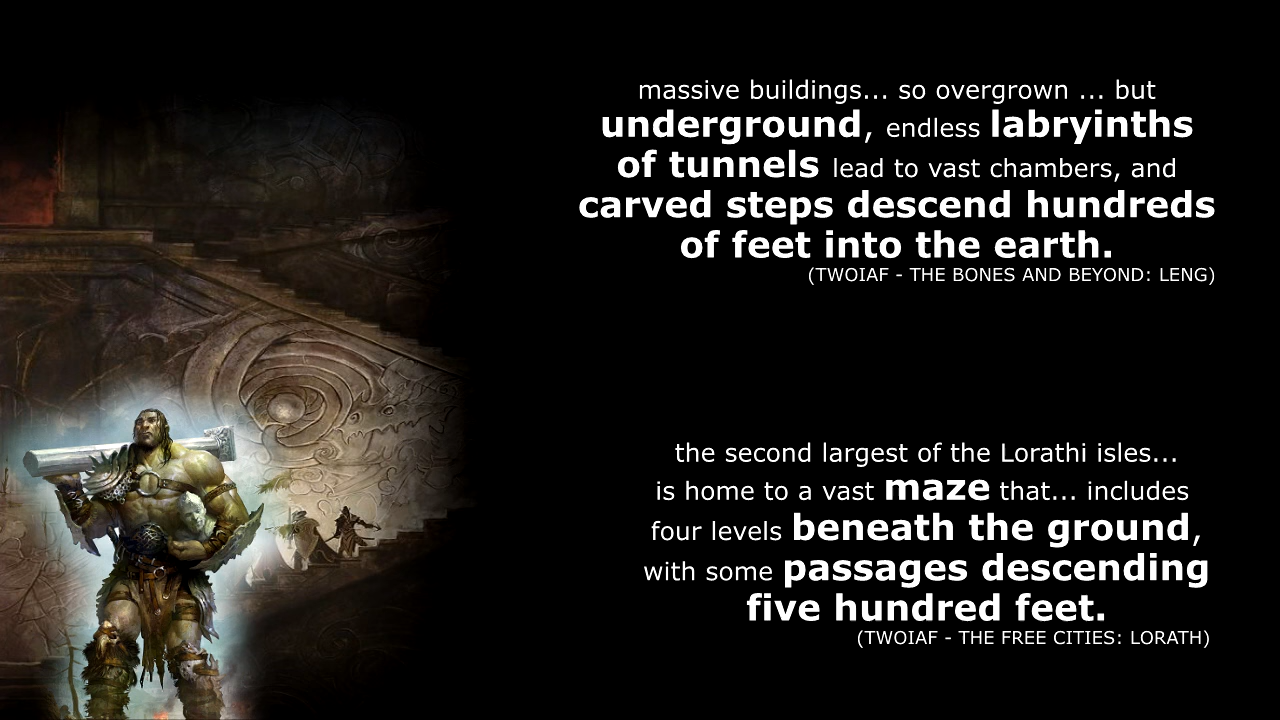 massive buildings... so overgrown ... but
underground, endless labryinths
of tunnels lead to vast chambers, and
carved steps descend hundreds
of feet into the earth.
(TWOIAF - THE BONES AND BEYOND: LENG)
the second largest of the Lorathi isles...
is home to a vast maze that... includes
four levels beneath the ground,
with some passages descending
five hundred feet.
(TWOIAF - THE FREE CITIES: LORATH)